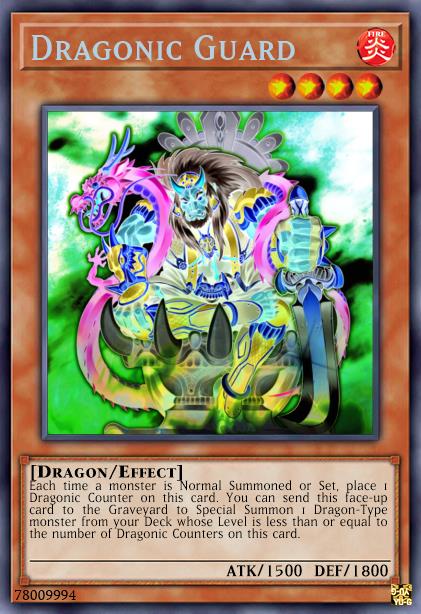 DRAGONIC GUARD
FIRE
炎
[DRAGON/EFFECT]
Each time a monster is Normal Summoned or Set, place 1
Dragonic Counter on this card. You can send this face-up
card to the Graveyard to Special Summon 1 Dragon-Type
monster from your Deck whose Level is less than or equal to
the number of Dragonic Counters on this card.
ATK/1500 DEF/1800
78009994